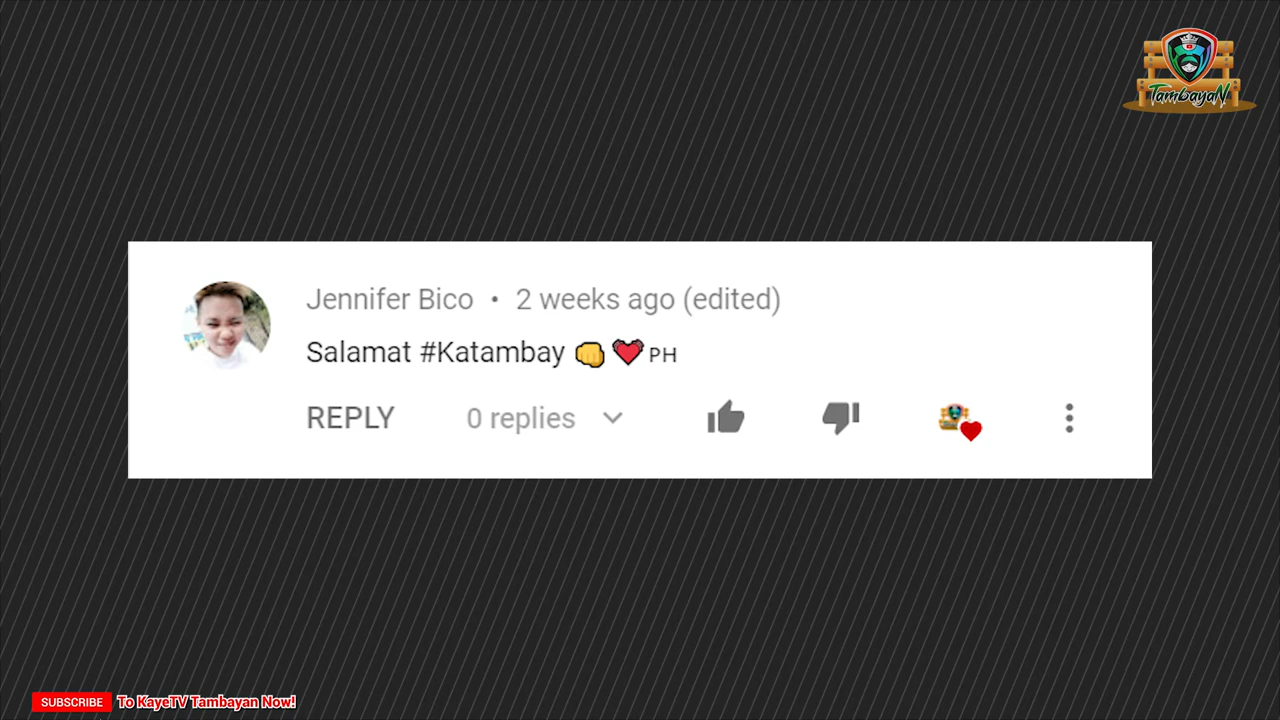 TambayaN
Jennifer Bico • 2 weeks ago (edited)
Salamat #Katambay 👊💓PH
REPLY 0 replies
SUBSCRIBE To KayeTV Tambayan Now!